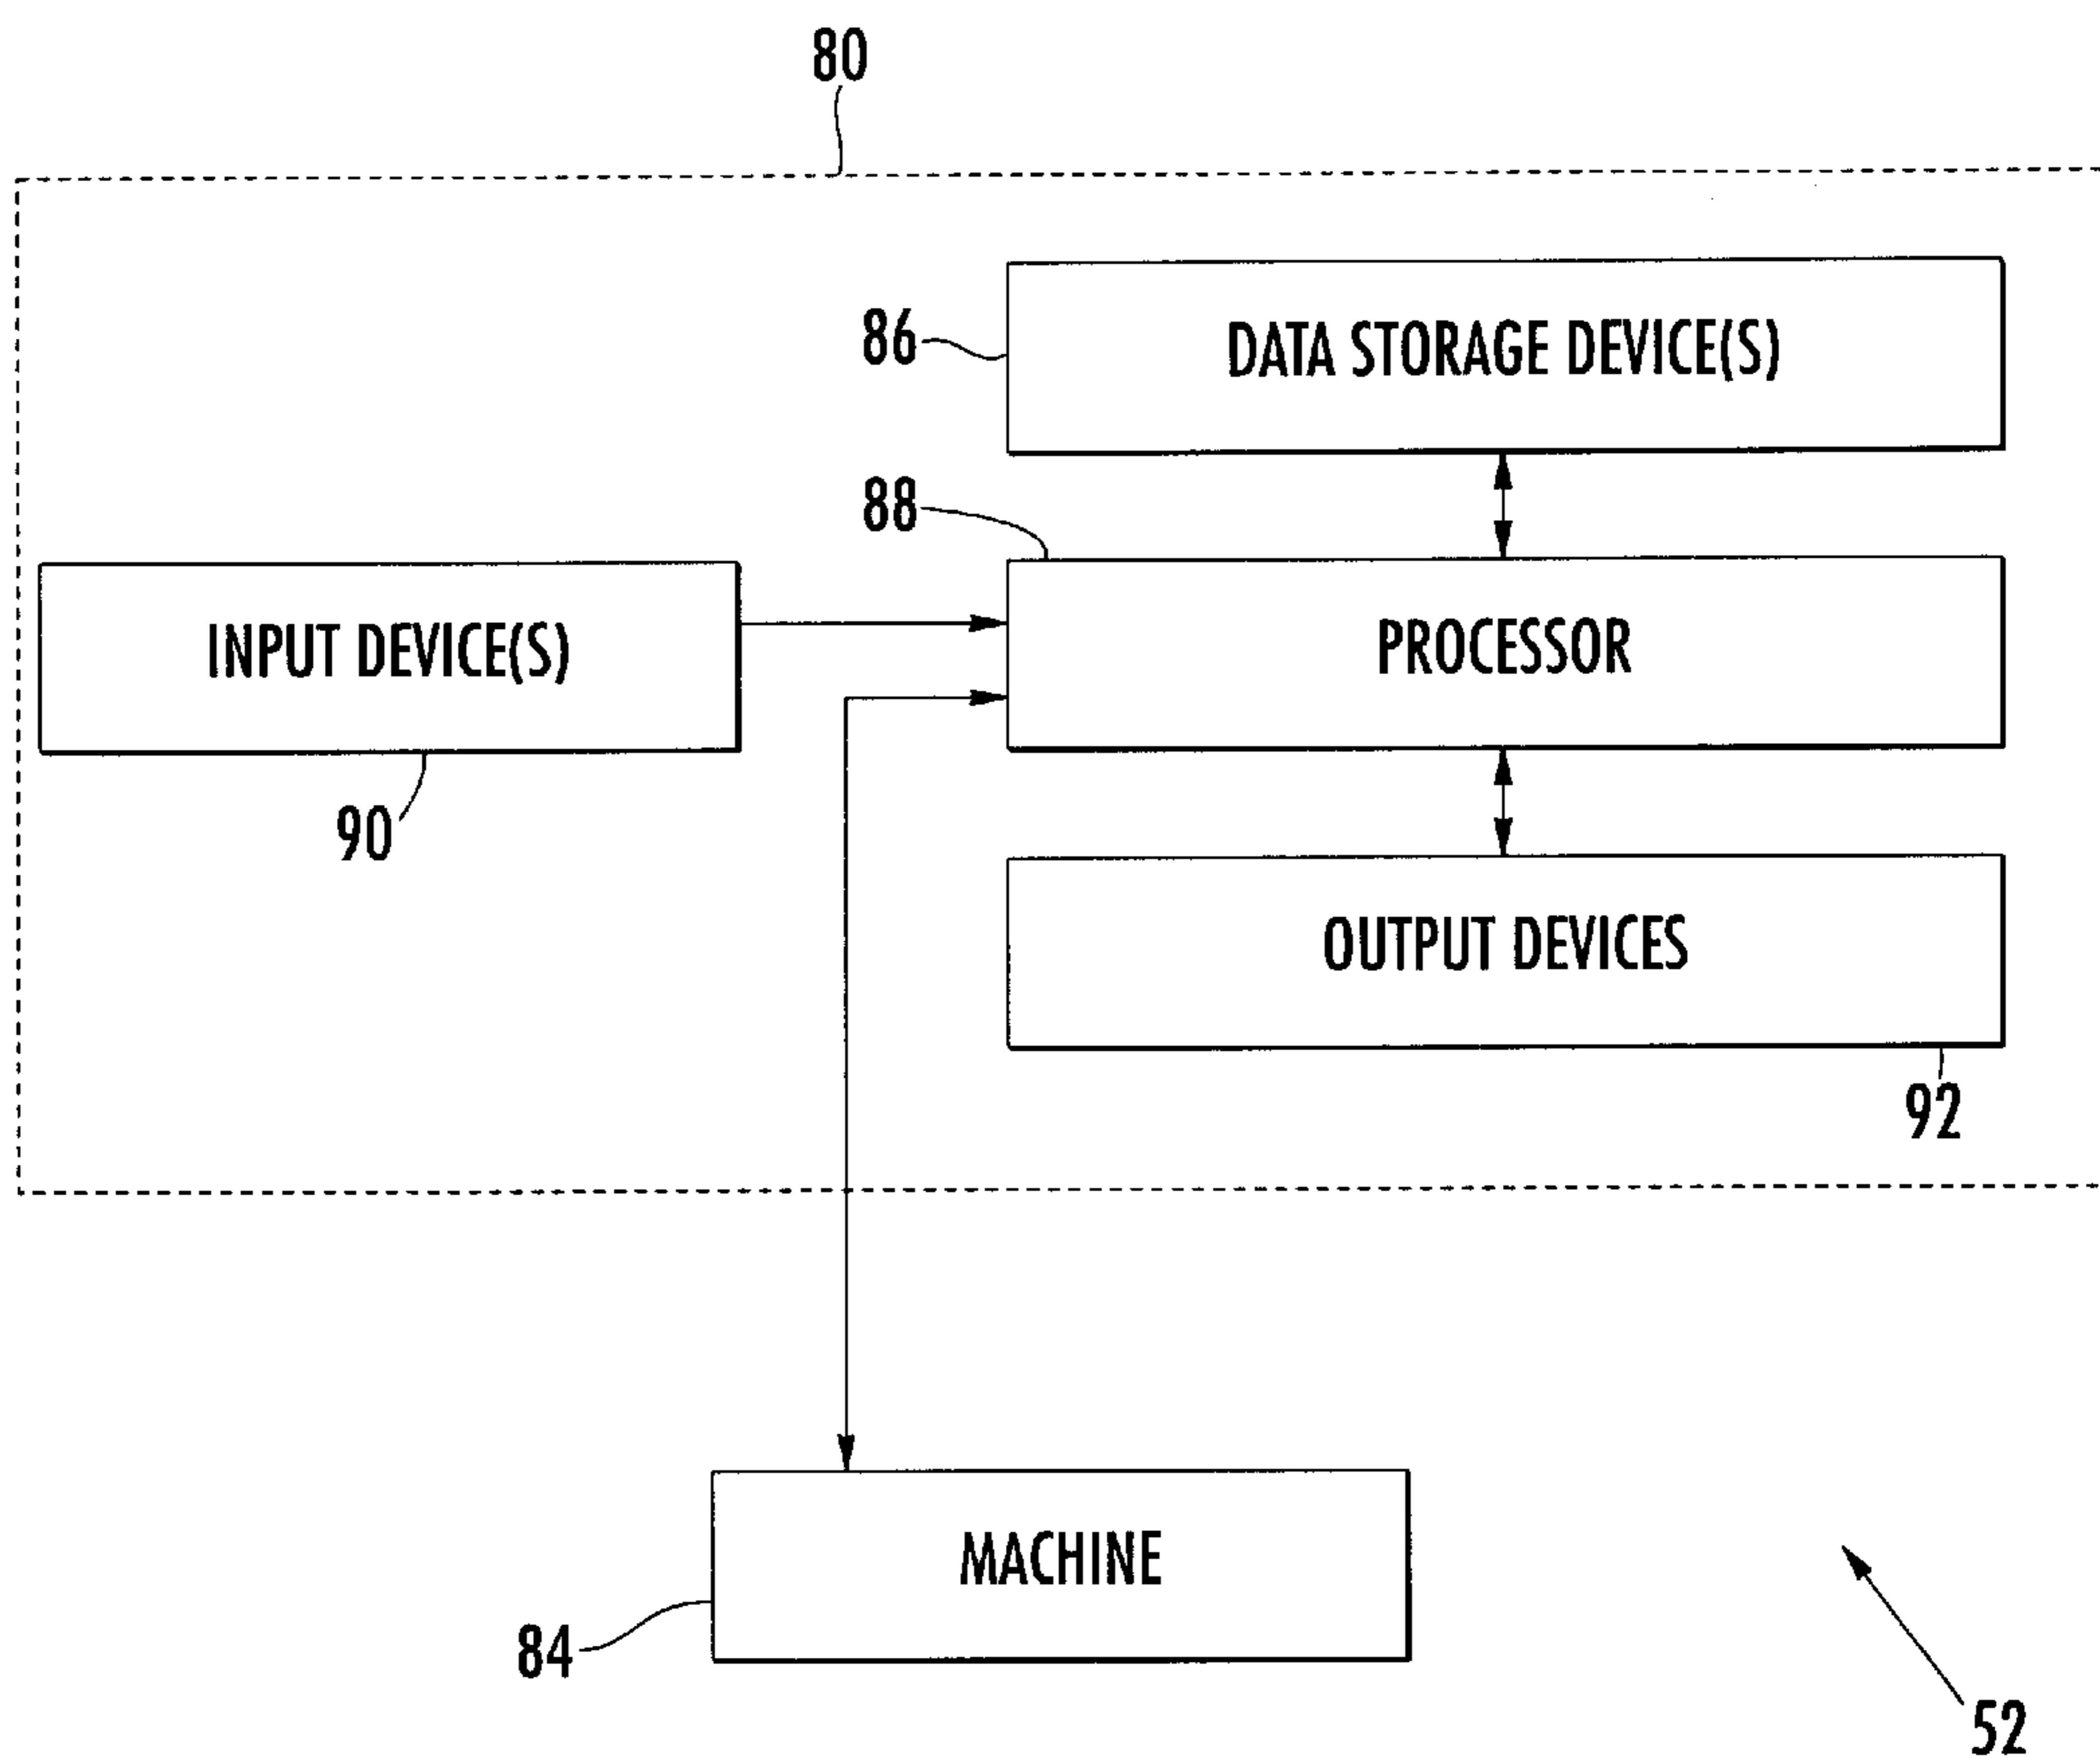 80
86
DATA STORAGE DEVICE(S)
88
INPUT DEVICE(S)
PROCESSOR
90
OUTPUT DEVICES
92
MACHINE
84
52